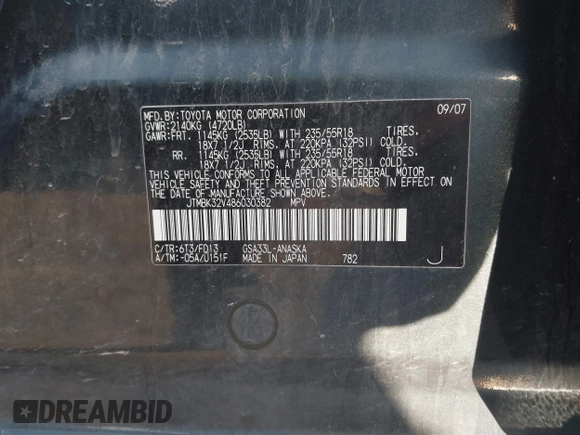 MFD.BY:TOYOTA MOTOR CORPORATION 09/07
GVWR:2140KG (4720LB)
GAWR:FRT. 1145KG (2535LB) WITH 235/55R18 TIRES.
18X7 1/2J RIMS. AT 220KPA (32PSI) COLD.
RR. 1145KG (2535LB) WITH 235/55R18 TIRES.
18X7 1/2J RIMS. AT 220KPA (32PSI) COLD.
THIS VEHICLE CONFORMS TO ALL APPLICABLE FEDERAL MOTOR
VEHICLE SAFETY AND THEFT PREVENTION STANDARDS IN EFFECT ON
THE DATE OF MANUFACTURE SHOWN ABOVE.
JTMBK32V486030382 MPV
C/TR:6T3/FD13 GSA33L-ANASKA
A/TM:-05A/U151F MADE IN JAPAN 782
J
DREAMBID